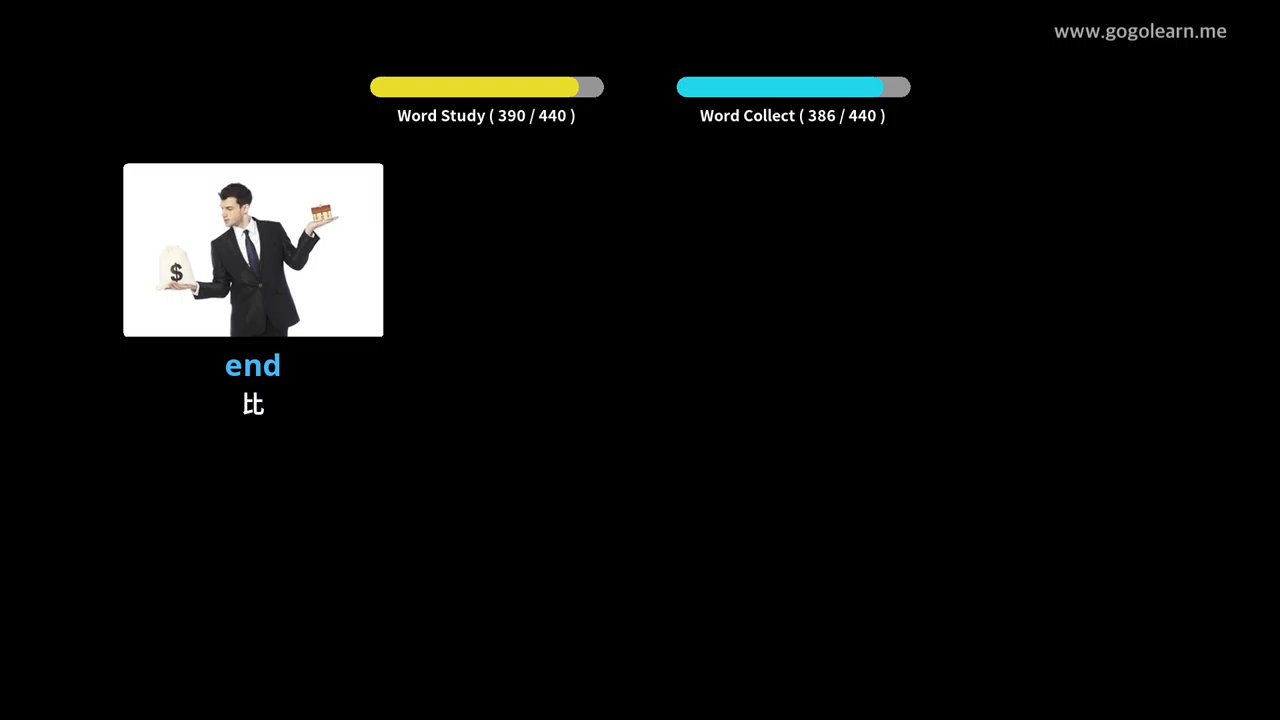 www.gogolearn.me
Word Study ( 390 / 440 )
Word Collect ( 386 / 440 )
$
end
比